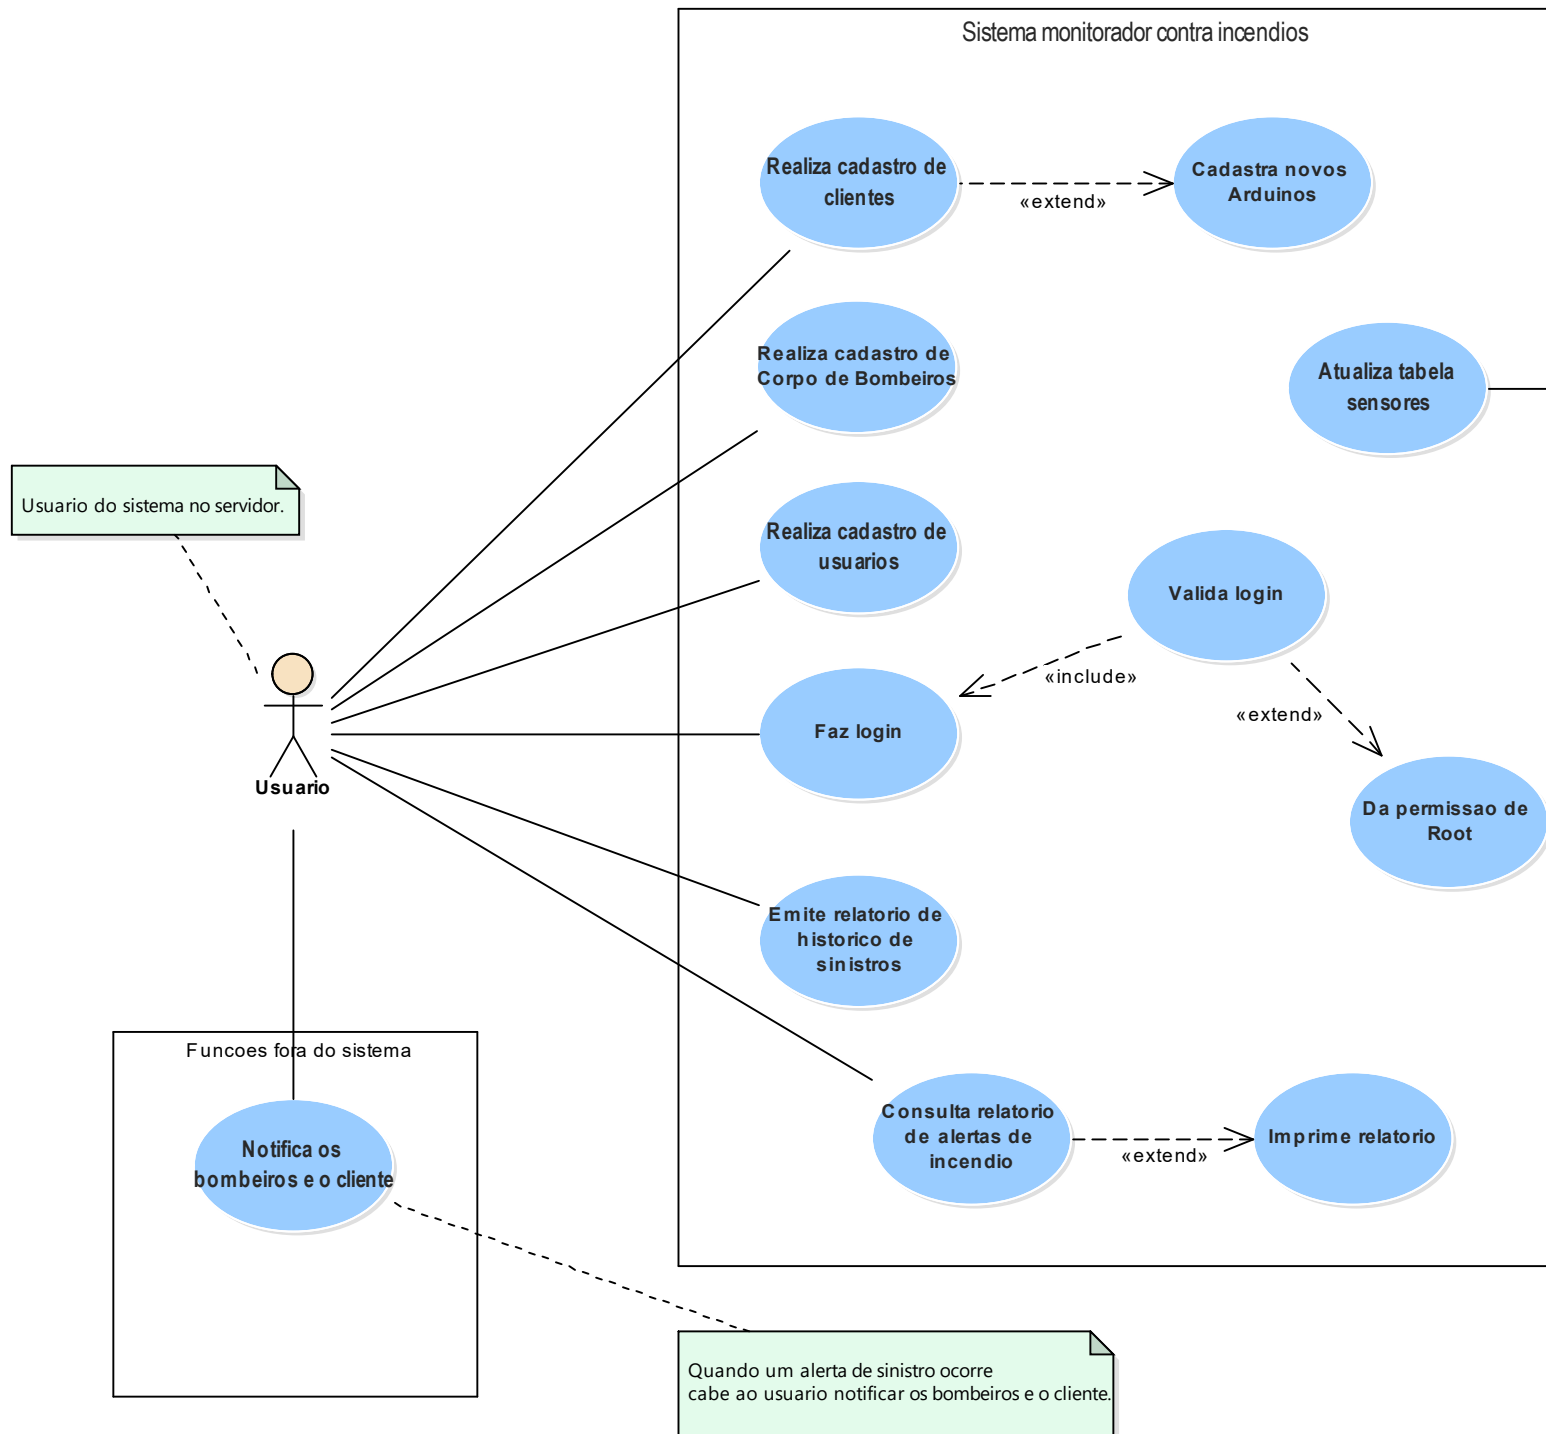 Sistema monitorador contra incendios
Realiza cadastro de
clientes
«extend»
Cadastra novos
Arduinos
Realiza cadastro de
Corpo de Bombeiros
Atualiza tabela
sensores
Usuario do sistema no servidor.
Realiza cadastro de
usuarios
Valida login
«include»
«extend»
Faz login
Usuario
Da permissao de
Root
Emite relatorio de
historico de
sinistros
Funcoes fora do sistema
Notifica os
bombeiros e o cliente
Consulta relatorio
de alertas de
incendio
«extend»
Imprime relatorio
Quando um alerta de sinistro ocorre
cabe ao usuario notificar os bombeiros e o cliente.